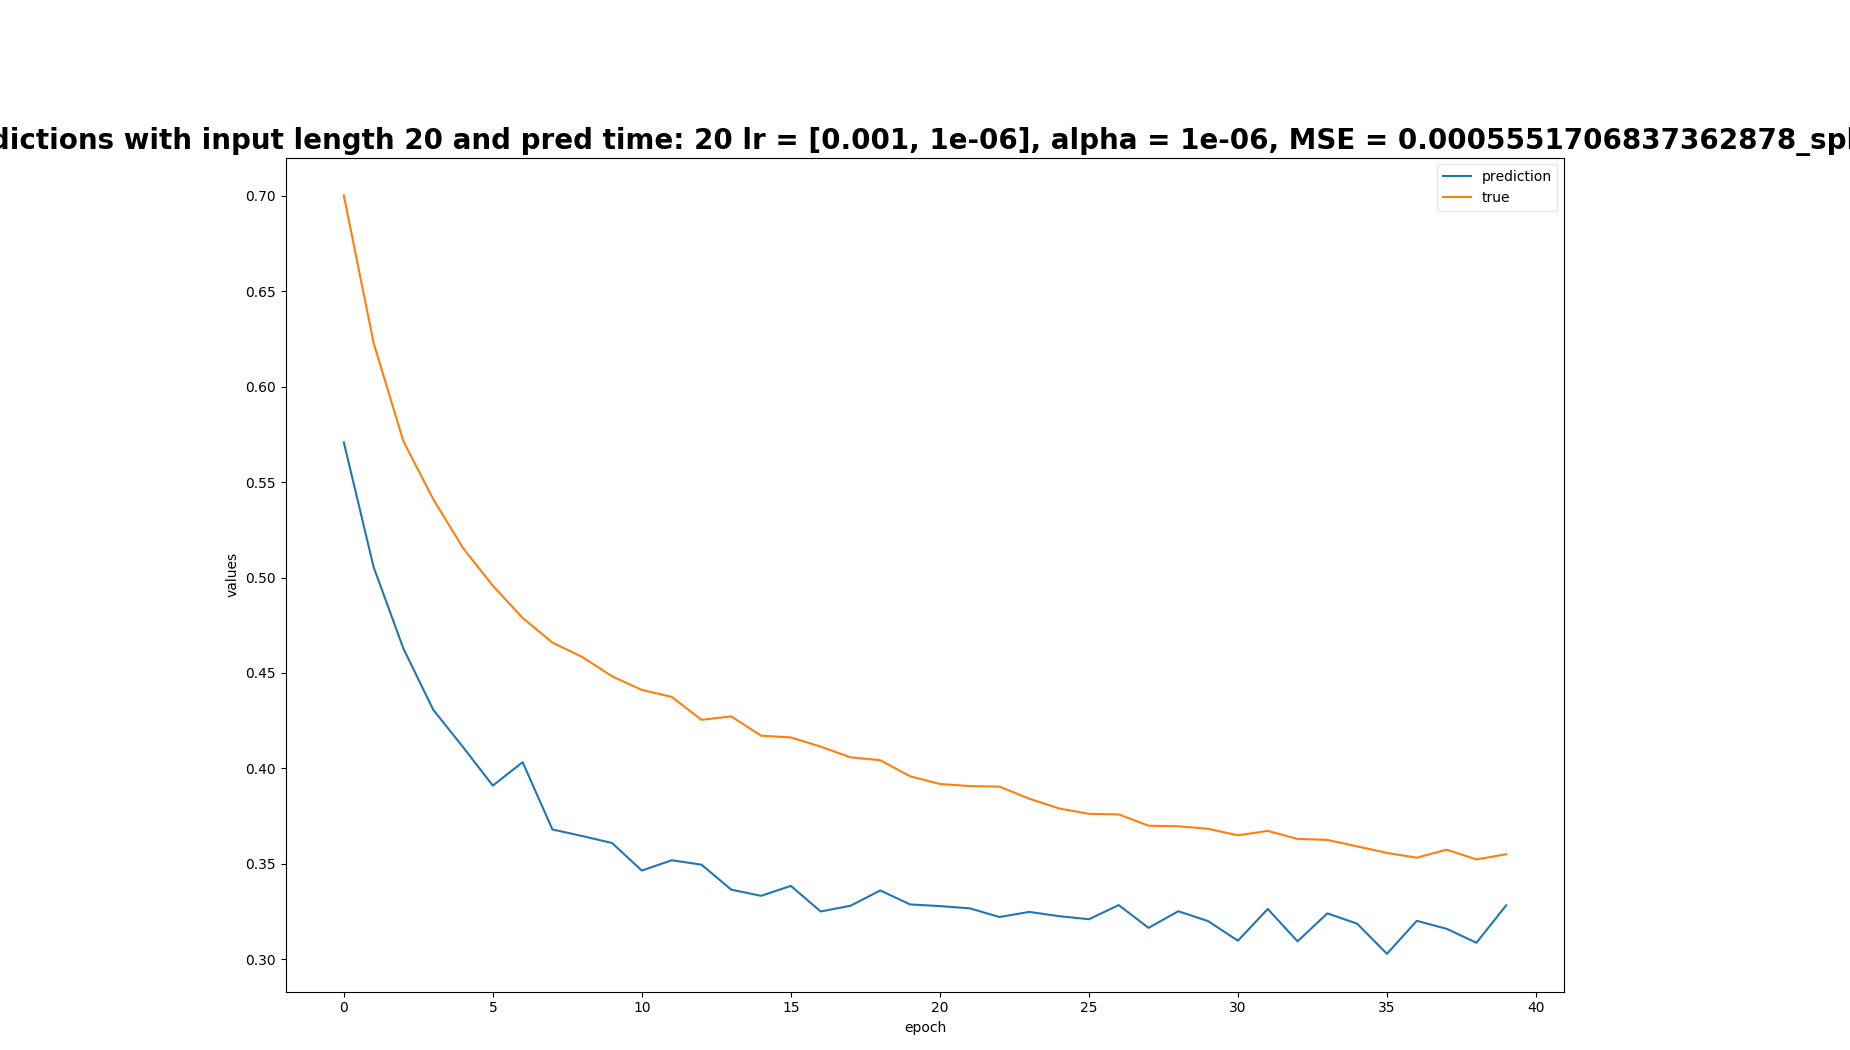 dictions with input length 20 and pred time: 20 lr = [0.001, 1e-06], alpha = 1e-06, MSE = 0.0005551706837362878_spl
prediction
true
0.70
0.65
0.60
0.55
0.50
0.45
0.40
0.35
0.30
values
0 5 10 15 20 25 30 35 40
epoch